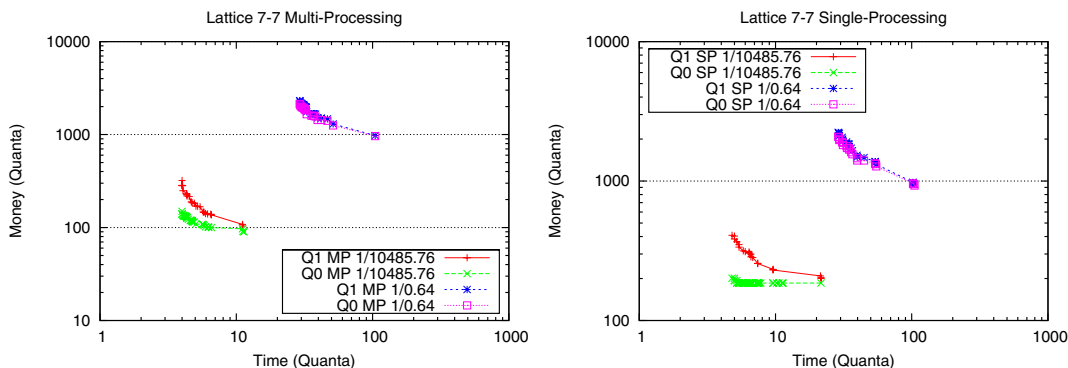 Lattice 7-7 Multi-Processing
10000
1000
100
10
1
10
100
1000
Money (Quanta)
Time (Quanta)
Q1 MP 1/10485.76
Q0 MP 1/10485.76
Q1 MP 1/0.64
Q0 MP 1/0.64
Lattice 7-7 Single-Processing
10000
1000
100
1
10
100
1000
Money (Quanta)
Time (Quanta)
Q1 SP 1/10485.76
Q0 SP 1/10485.76
Q1 SP 1/0.64
Q0 SP 1/0.64